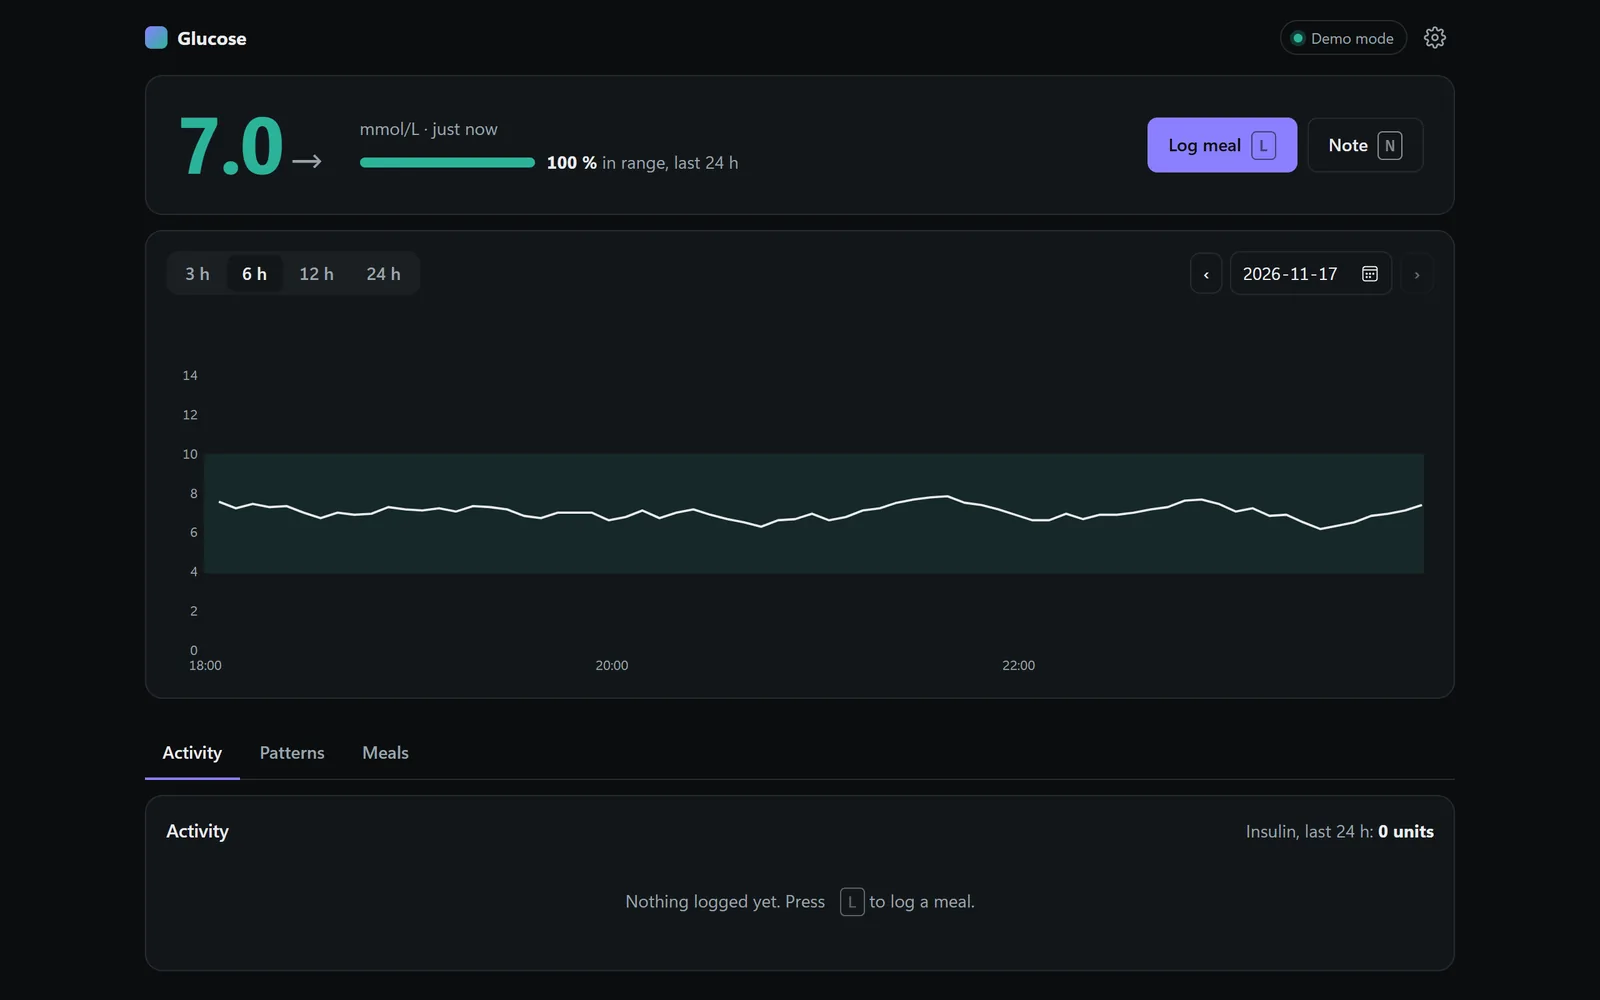 Glucose
Demo mode
7.0 →
mmol/L · just now
100 % in range, last 24 h
Log meal L
Note N
3 h 6 h 12 h 24 h
‹ 2026-11-17 ›
14
12
10
8
6
4
2
0
18:00 20:00 22:00
Activity Patterns Meals
Activity
Insulin, last 24 h: 0 units
Nothing logged yet. Press L to log a meal.